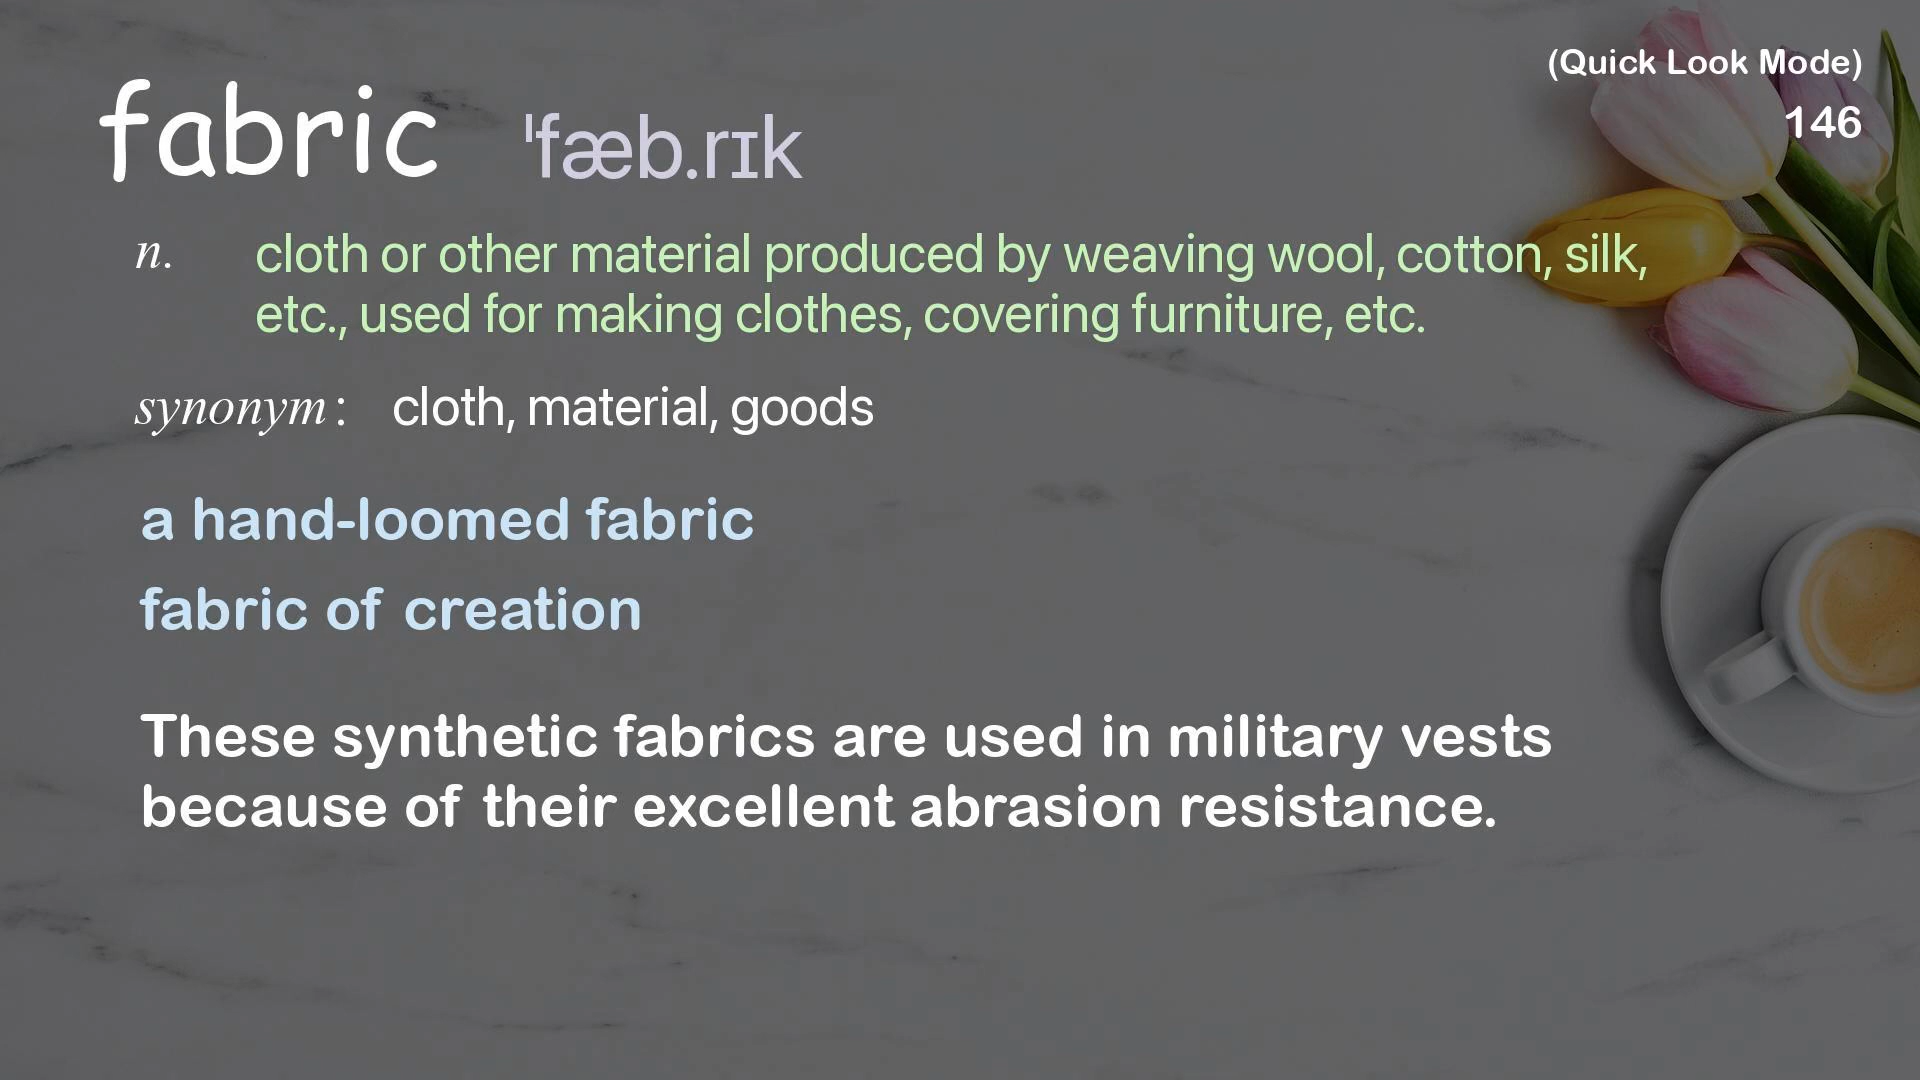 (Quick Look Mode)
146
fabric ˈfæb.rɪk
n. cloth or other material produced by weaving wool, cotton, silk,
etc., used for making clothes, covering furniture, etc.
synonym: cloth, material, goods
a hand-loomed fabric
fabric of creation
These synthetic fabrics are used in military vests
because of their excellent abrasion resistance.